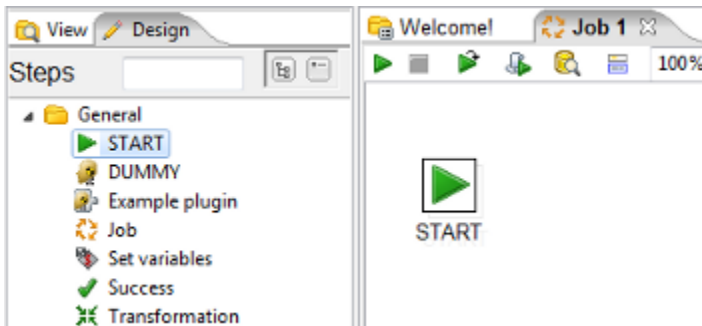 View Design
Steps
General
START
DUMMY
Example plugin
Job
Set variables
Success
Transformation
Welcome! Job 1
100%
START